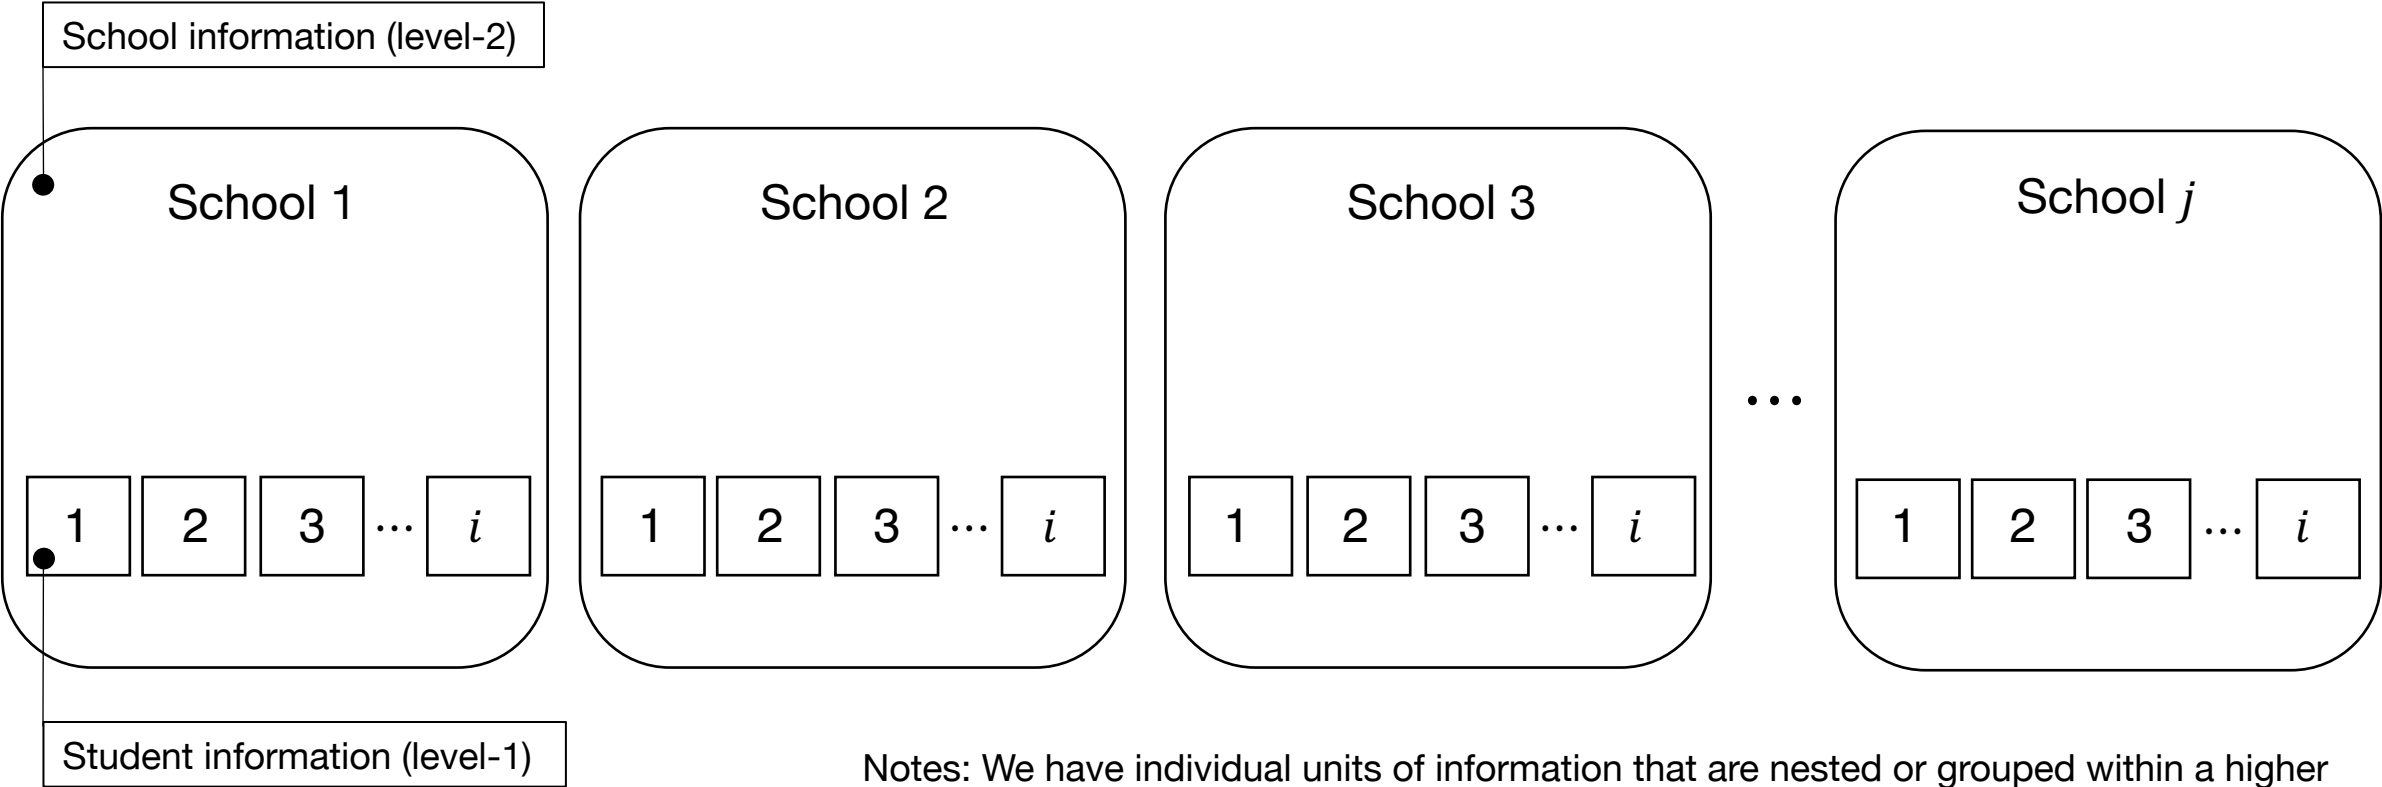 School information (level-2)
School 1
School 2
School 3
School j
...
1 2 3 ... i
1 2 3 ... i
1 2 3 ... i
1 2 3 ... i
Student information (level-1)
Notes: We have individual units of information that are nested or grouped within a higher